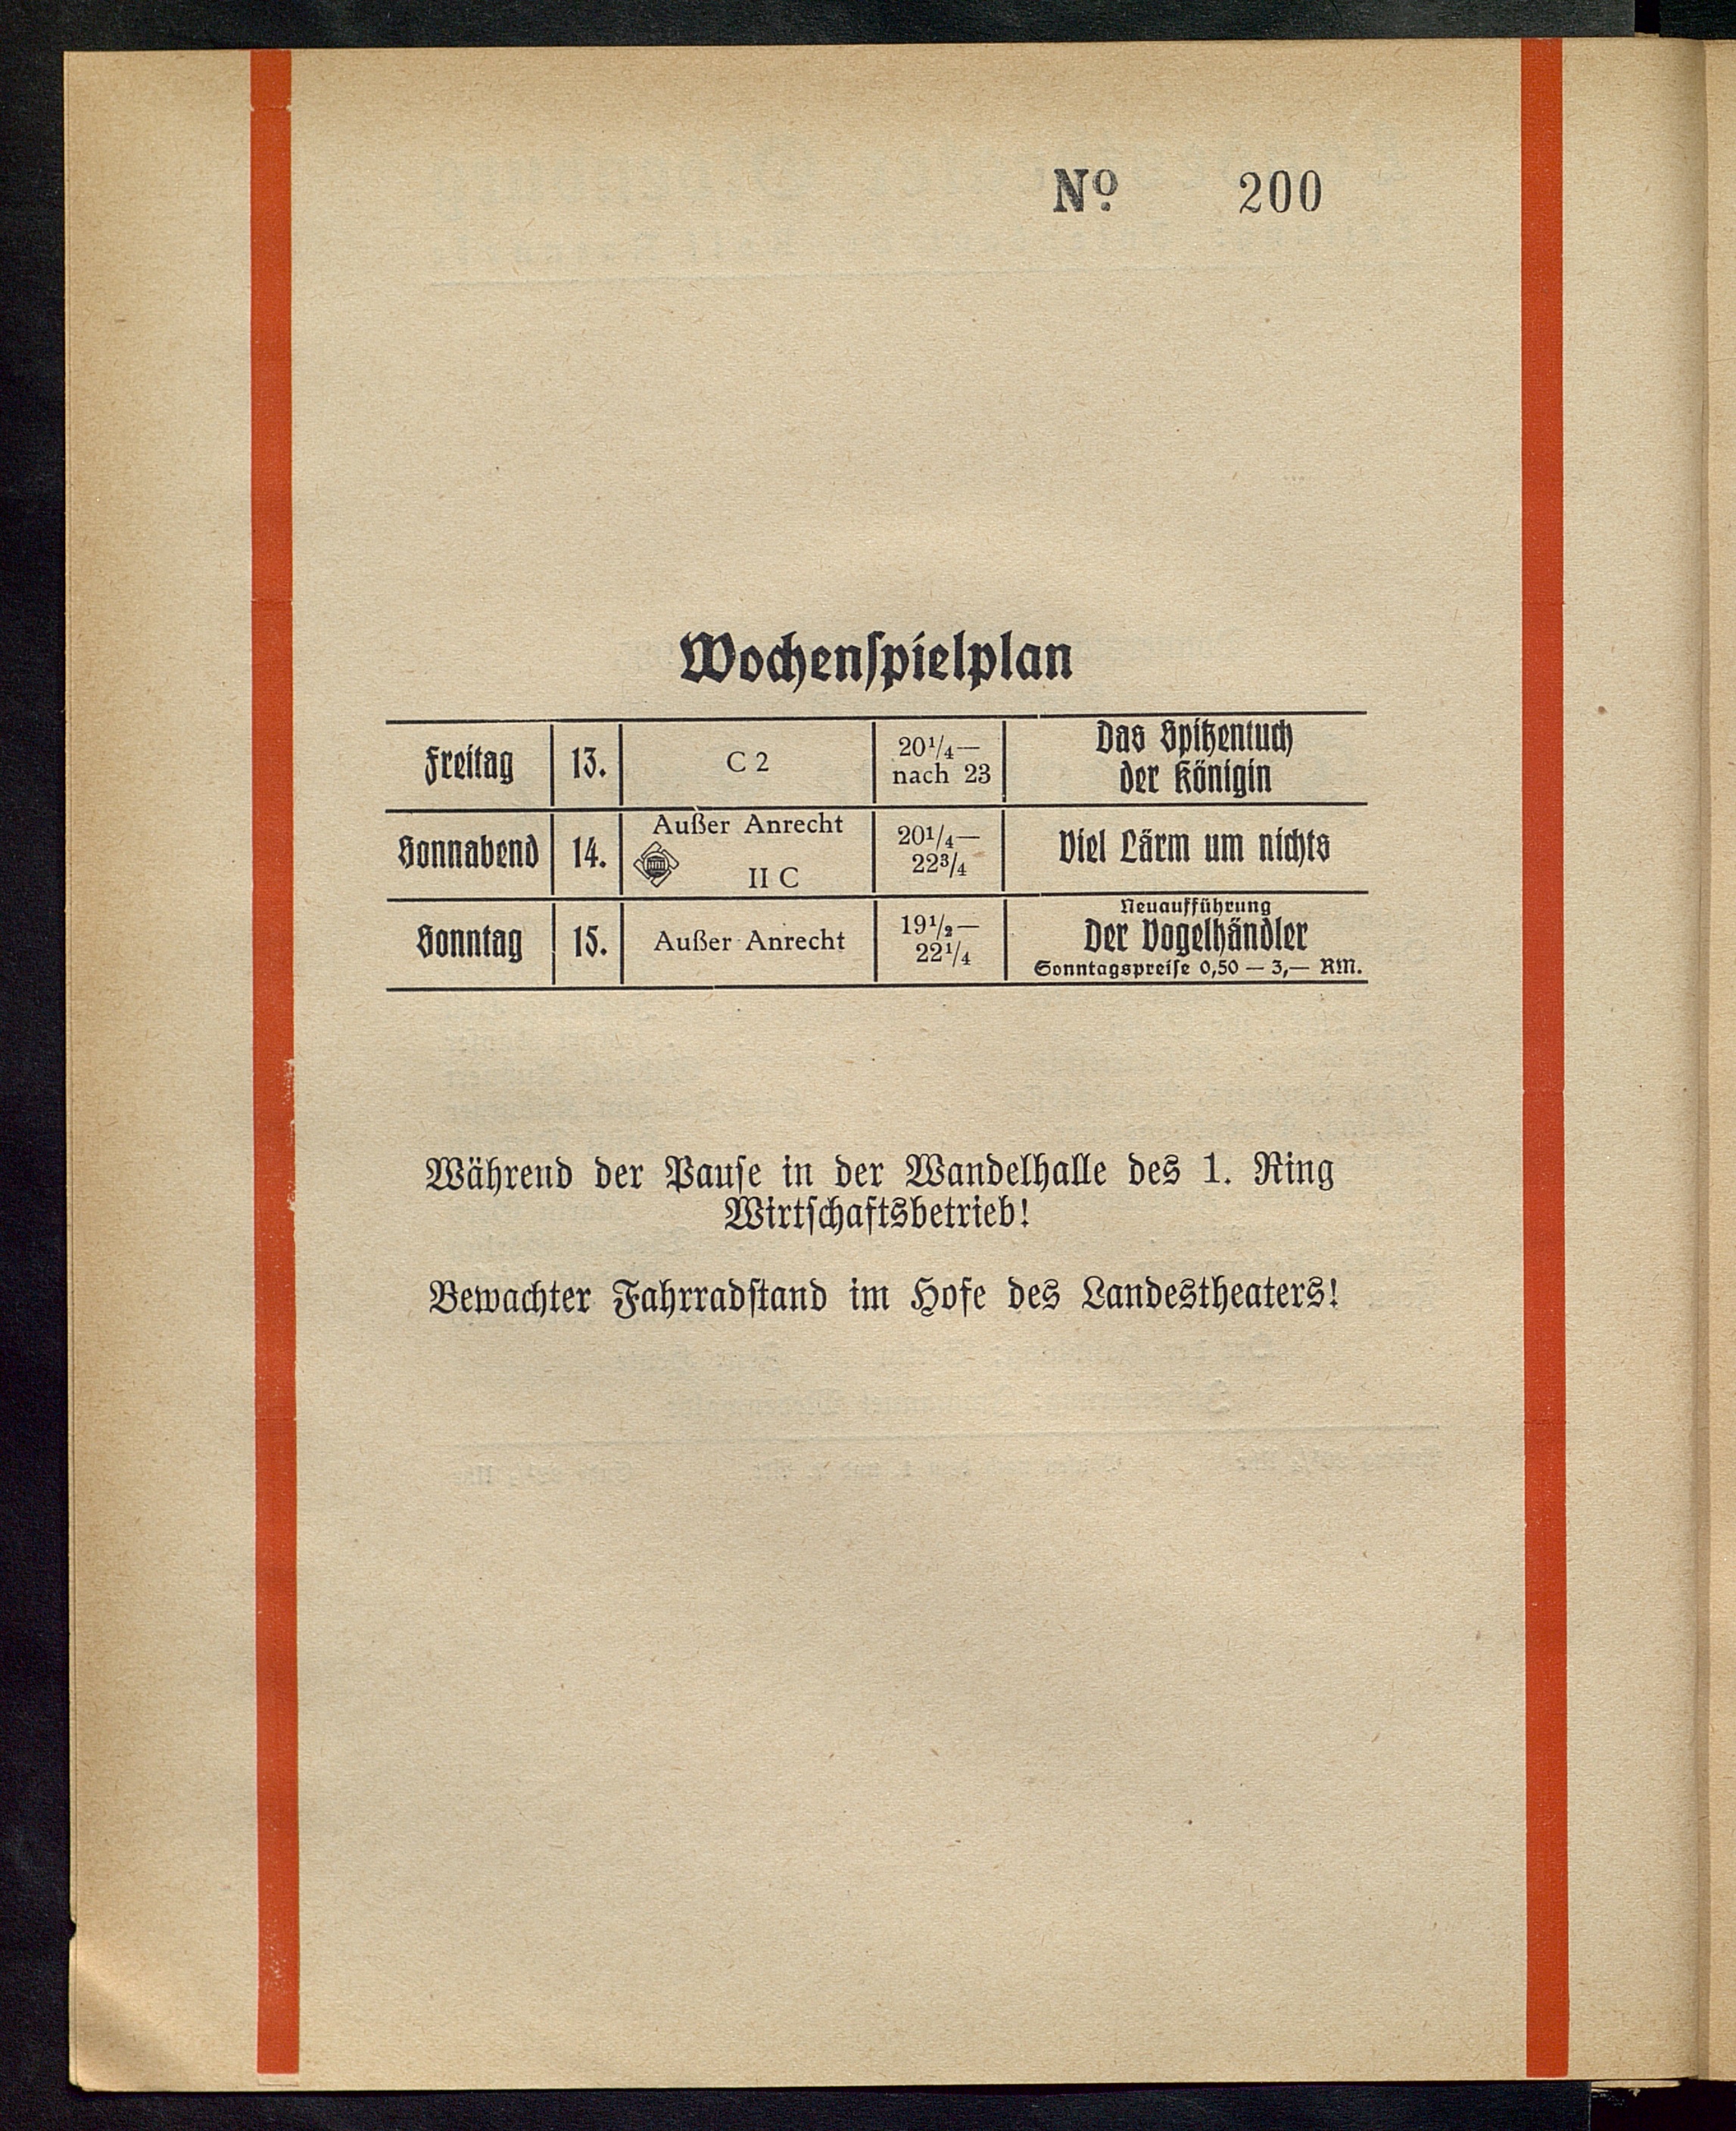 Nº 200
Wochenspielplan
Freitag 13. C 2 20¼— nach 23 Das Spitzentuch der Königin
Sonnabend 14. Außer Anrecht II C 20¼— 22¾ Viel Lärm um nichts
Sonntag 15. Außer Anrecht 19½— 22¼ Neuaufführung Der Vogelhändler Sonntagspreise 0,50 — 3,— RM.
Während der Pause in der Wandelhalle des 1. Ring
Wirtschaftsbetrieb!
Bewachter Fahrradstand im Hofe des Landestheaters!